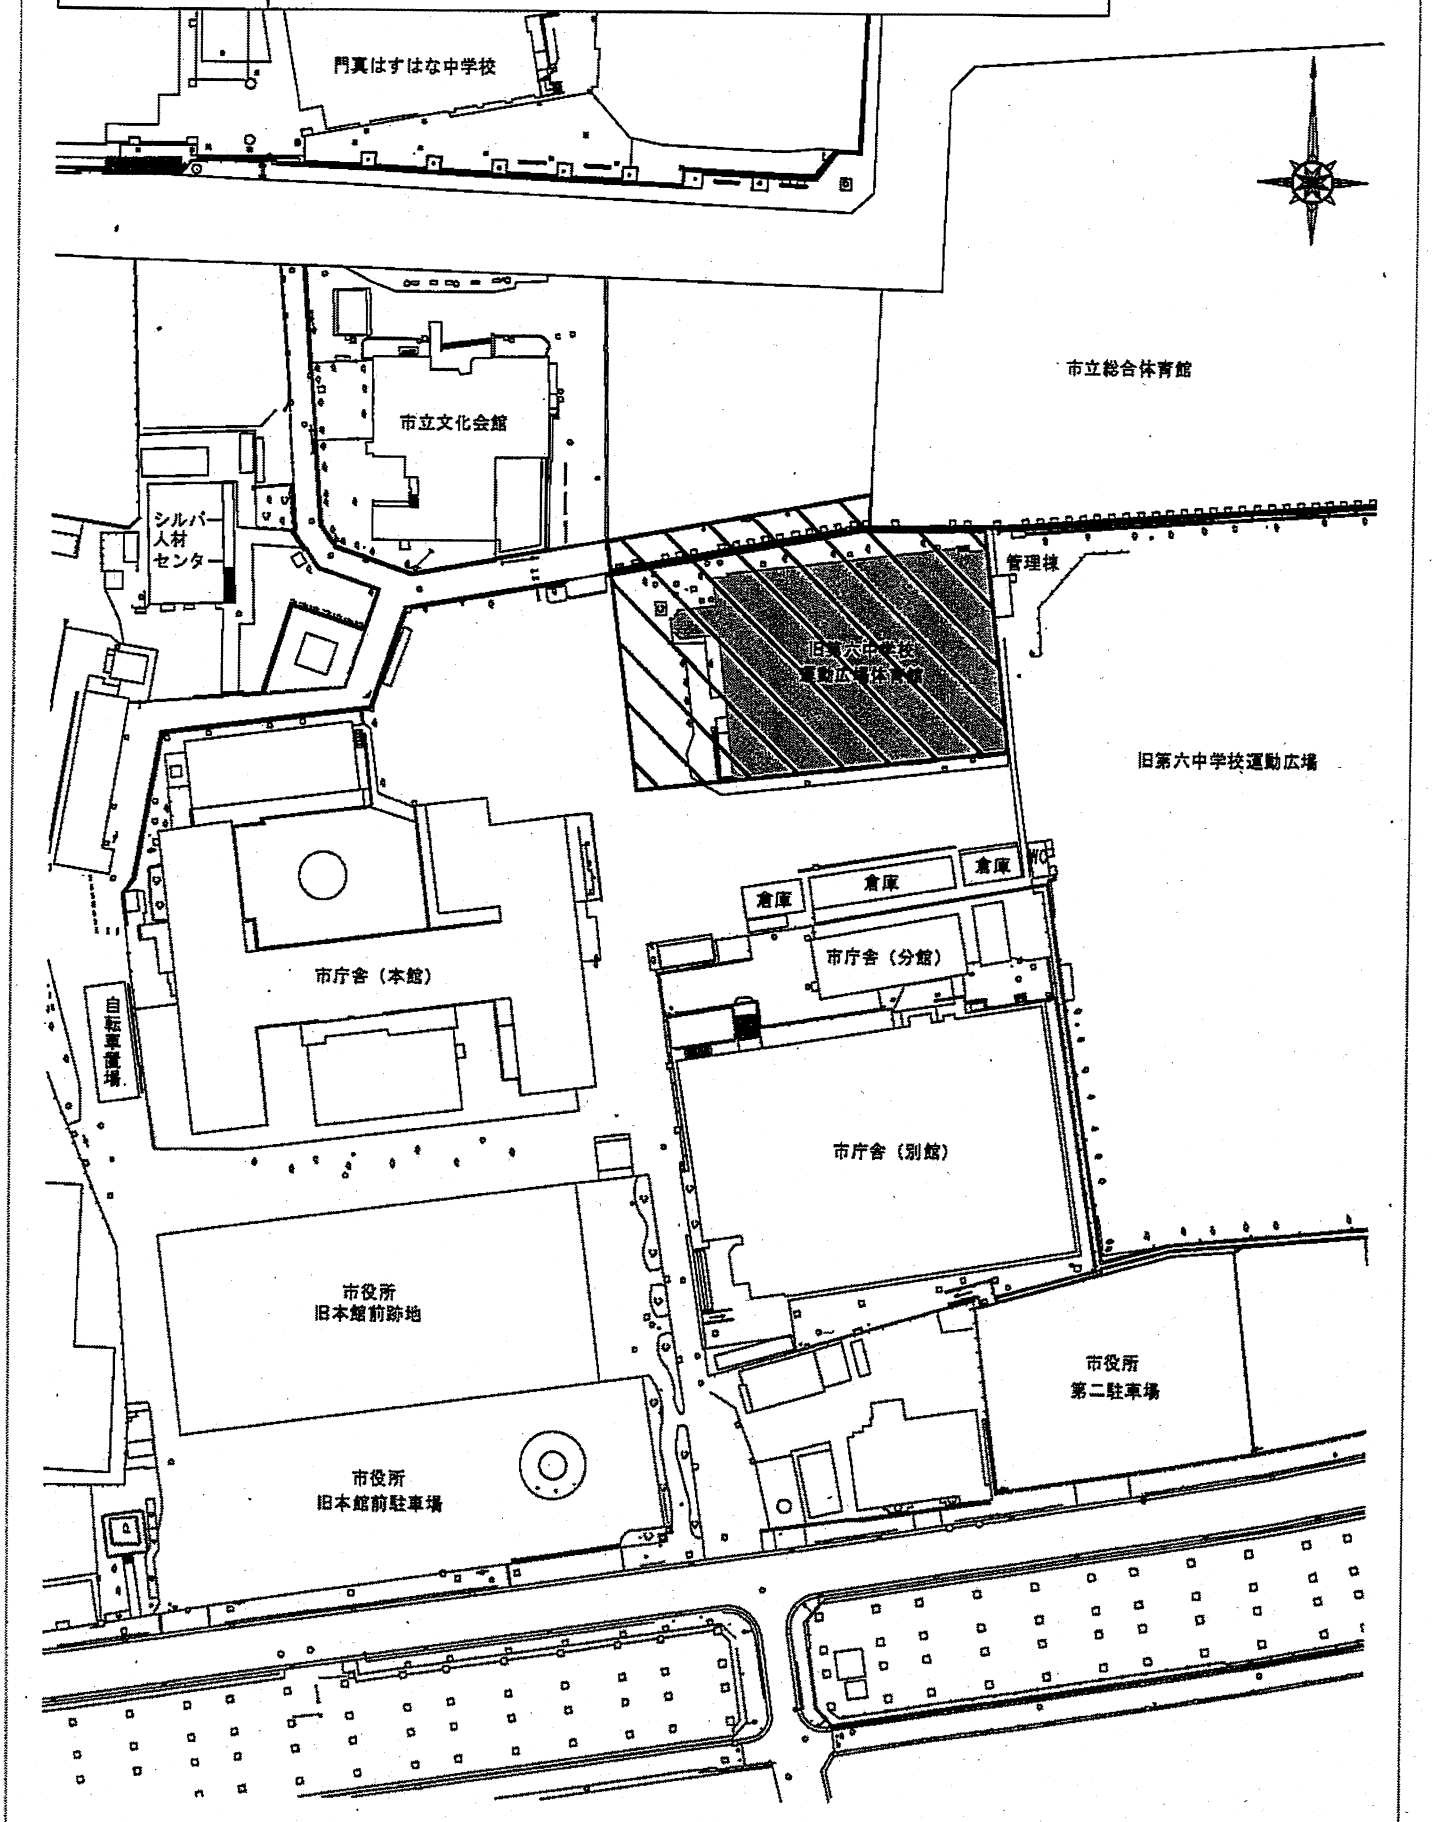 門真はすはな中学校
市立総合体育館
市立文化会館
シルバー
人材
センター
管理棟
旧第六中学校
運動広場体育館
旧第六中学校運動広場
倉庫
倉庫
倉庫
WC
市庁舎（分館）
市庁舎（本館）
自転車置場
市庁舎（別館）
市役所
旧本館前跡地
市役所
第二駐車場
市役所
旧本館前駐車場